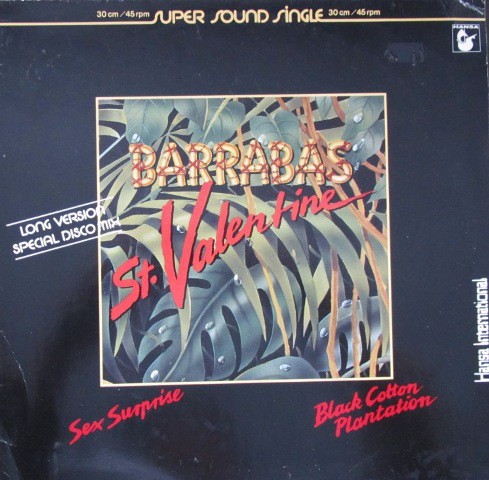 30 cm/45 rpm SUPER SOUND SINGLE 30 cm/45 rpm
HANSA
BARRABAS
St. Valentine
LONG VERSION
SPECIAL DISCO MIX
Hansa International
Sex Surprise
Black Cotton
Plantation